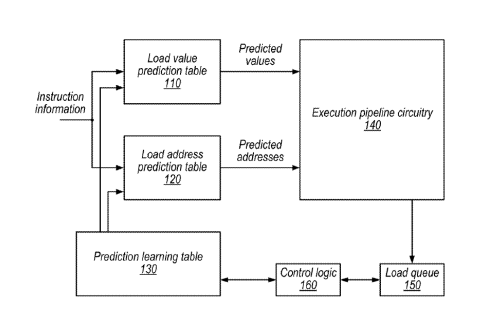 Load value
prediction table
110
Predicted
values
Instruction
information
Execution pipeline circuitry
140
Load address
prediction table
120
Predicted
addresses
Prediction learning table
130
Control logic
160
Load queue
150